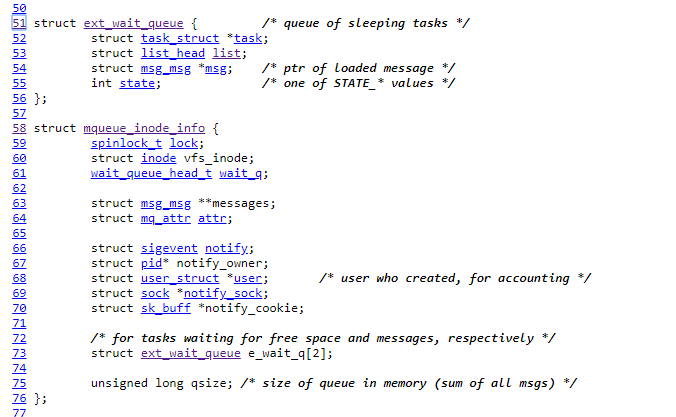 50
51 struct ext_wait_queue {         /* queue of sleeping tasks */
52         struct task_struct *task;
53         struct list_head list;
54         struct msg_msg *msg;    /* ptr of loaded message */
55         int state;              /* one of STATE_* values */
56 };
57
58 struct mqueue_inode_info {
59         spinlock_t lock;
60         struct inode vfs_inode;
61         wait_queue_head_t wait_q;
62
63         struct msg_msg **messages;
64         struct mq_attr attr;
65
66         struct sigevent notify;
67         struct pid* notify_owner;
68         struct user_struct *user;       /* user who created, for accounting */
69         struct sock *notify_sock;
70         struct sk_buff *notify_cookie;
71
72         /* for tasks waiting for free space and messages, respectively */
73         struct ext_wait_queue e_wait_q[2];
74
75         unsigned long qsize; /* size of queue in memory (sum of all msgs) */
76 };
77